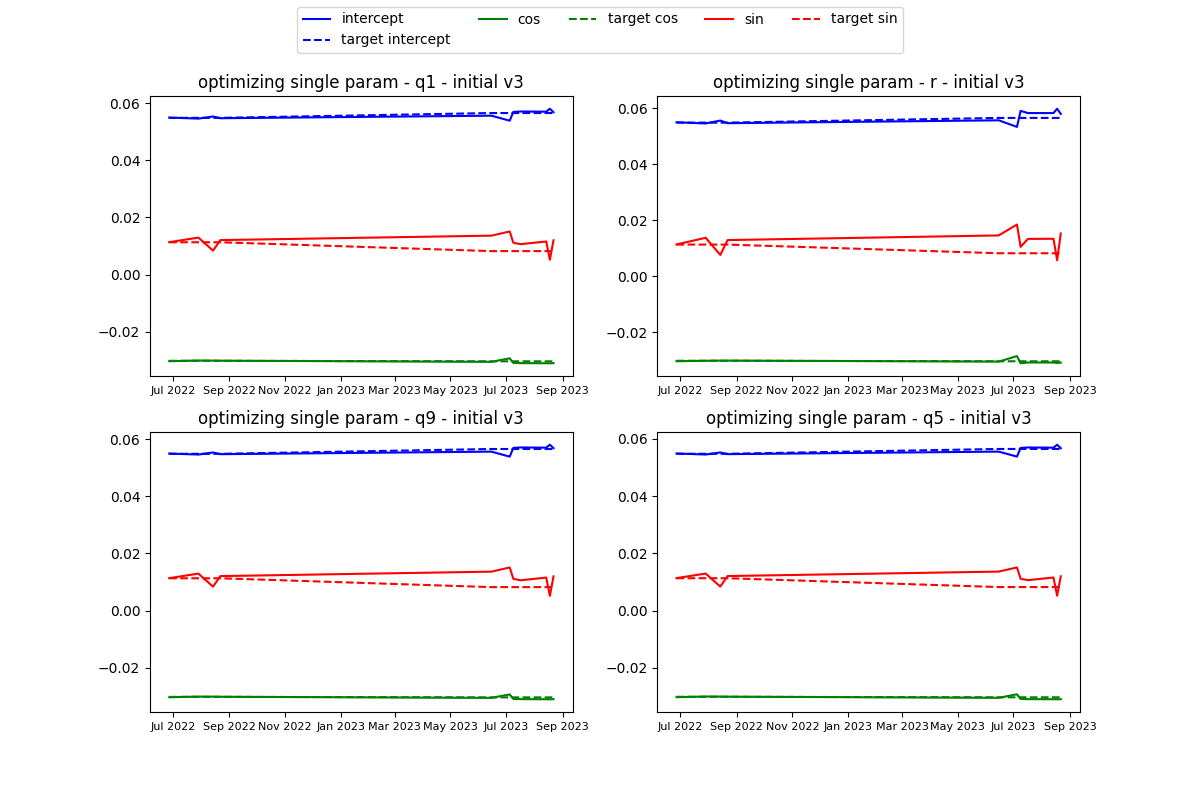 intercept
target intercept
cos
target cos
sin
target sin
optimizing single param - q1 - initial v3
0.06
0.04
0.02
0.00
−0.02
Jul 2022 Sep 2022 Nov 2022 Jan 2023 Mar 2023 May 2023 Jul 2023 Sep 2023
optimizing single param - r - initial v3
0.06
0.04
0.02
0.00
−0.02
Jul 2022 Sep 2022 Nov 2022 Jan 2023 Mar 2023 May 2023 Jul 2023 Sep 2023
optimizing single param - q9 - initial v3
0.06
0.04
0.02
0.00
−0.02
Jul 2022 Sep 2022 Nov 2022 Jan 2023 Mar 2023 May 2023 Jul 2023 Sep 2023
optimizing single param - q5 - initial v3
0.06
0.04
0.02
0.00
−0.02
Jul 2022 Sep 2022 Nov 2022 Jan 2023 Mar 2023 May 2023 Jul 2023 Sep 2023